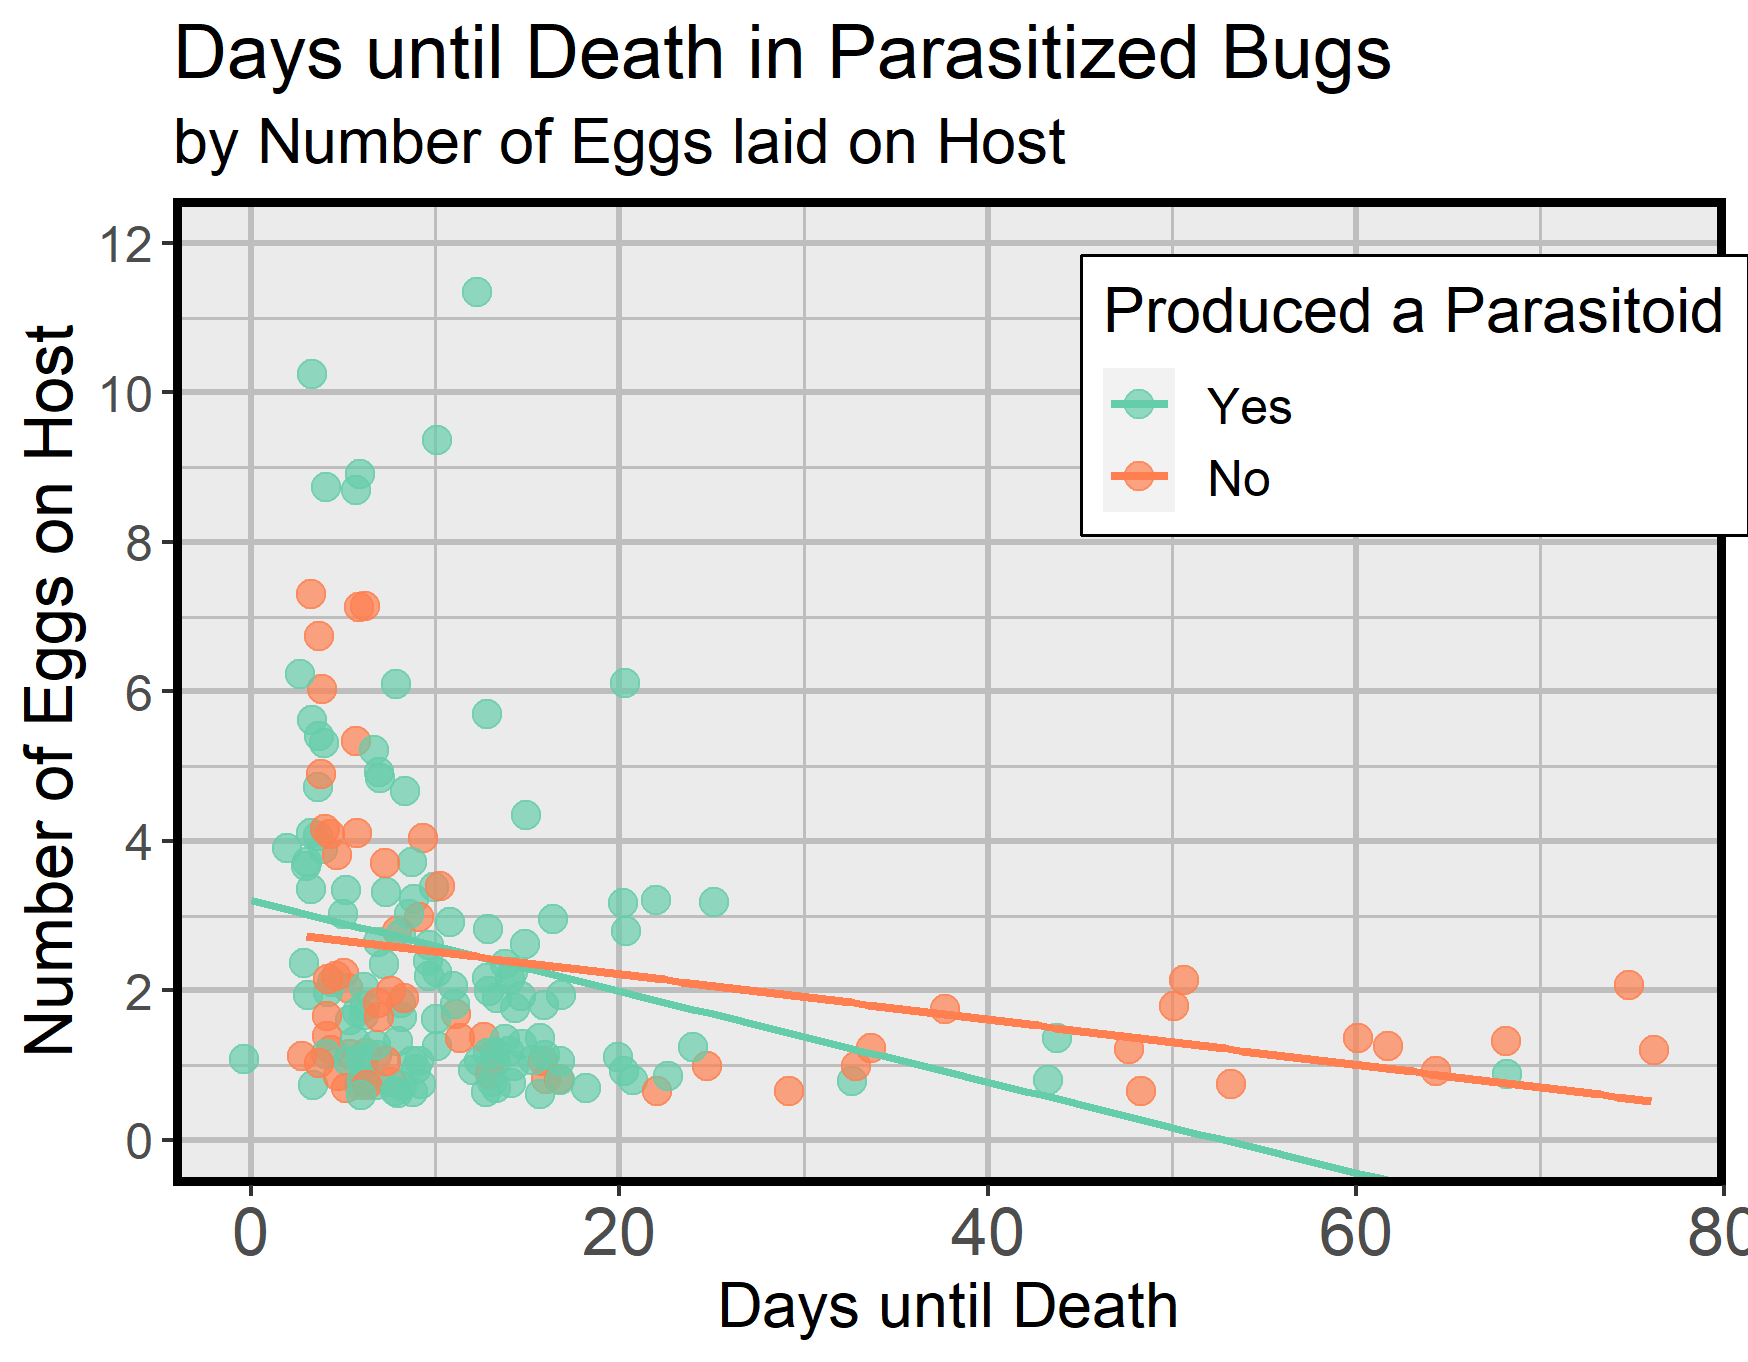 Days until Death in Parasitized Bugs
by Number of Eggs laid on Host
12
10
8
6
4
2
0
Number of Eggs on Host
Produced a Parasitoid
Yes
No
0 20 40 60 80
Days until Death